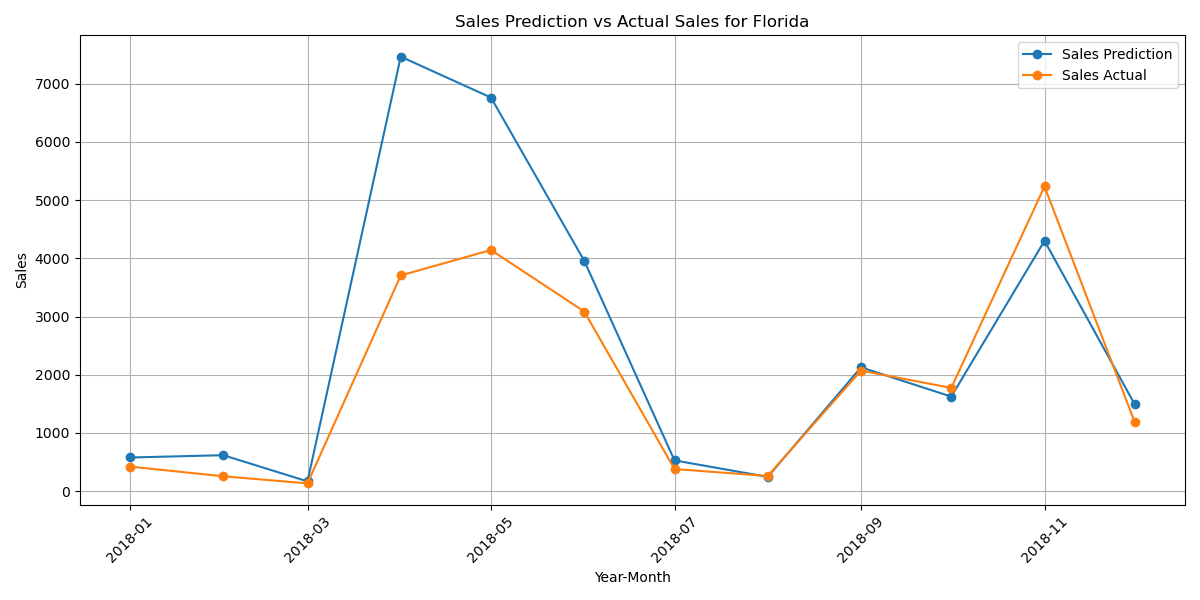 Sales Prediction vs Actual Sales for Florida
Sales Prediction
Sales Actual
Sales
7000
6000
5000
4000
3000
2000
1000
0
2018-01
2018-03
2018-05
2018-07
2018-09
2018-11
Year-Month